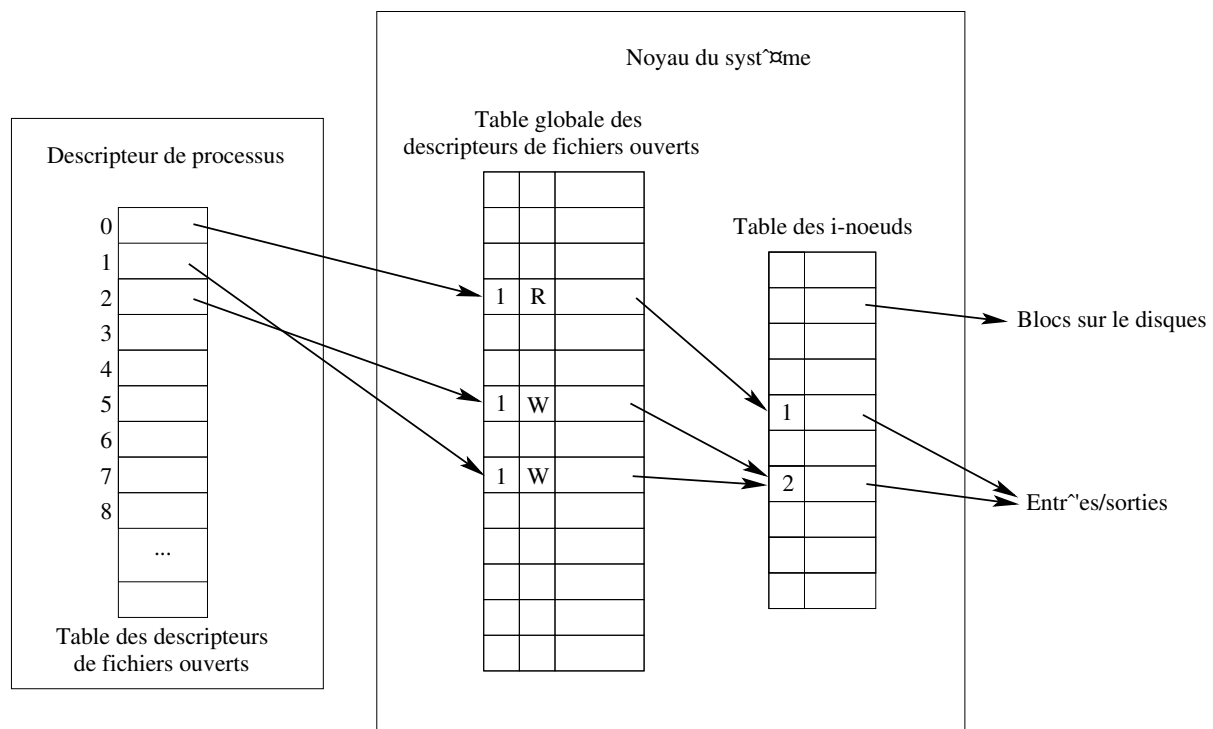 Noyau du syst^¤me
Table globale des
descripteurs de fichiers ouverts
Descripteur de processus
Table des i-noeuds
0
1
2
3
4
5
6
7
8
...
1 R
1 W
1 W
1
2
Blocs sur le disques
Entr^'es/sorties
Table des descripteurs
de fichiers ouverts